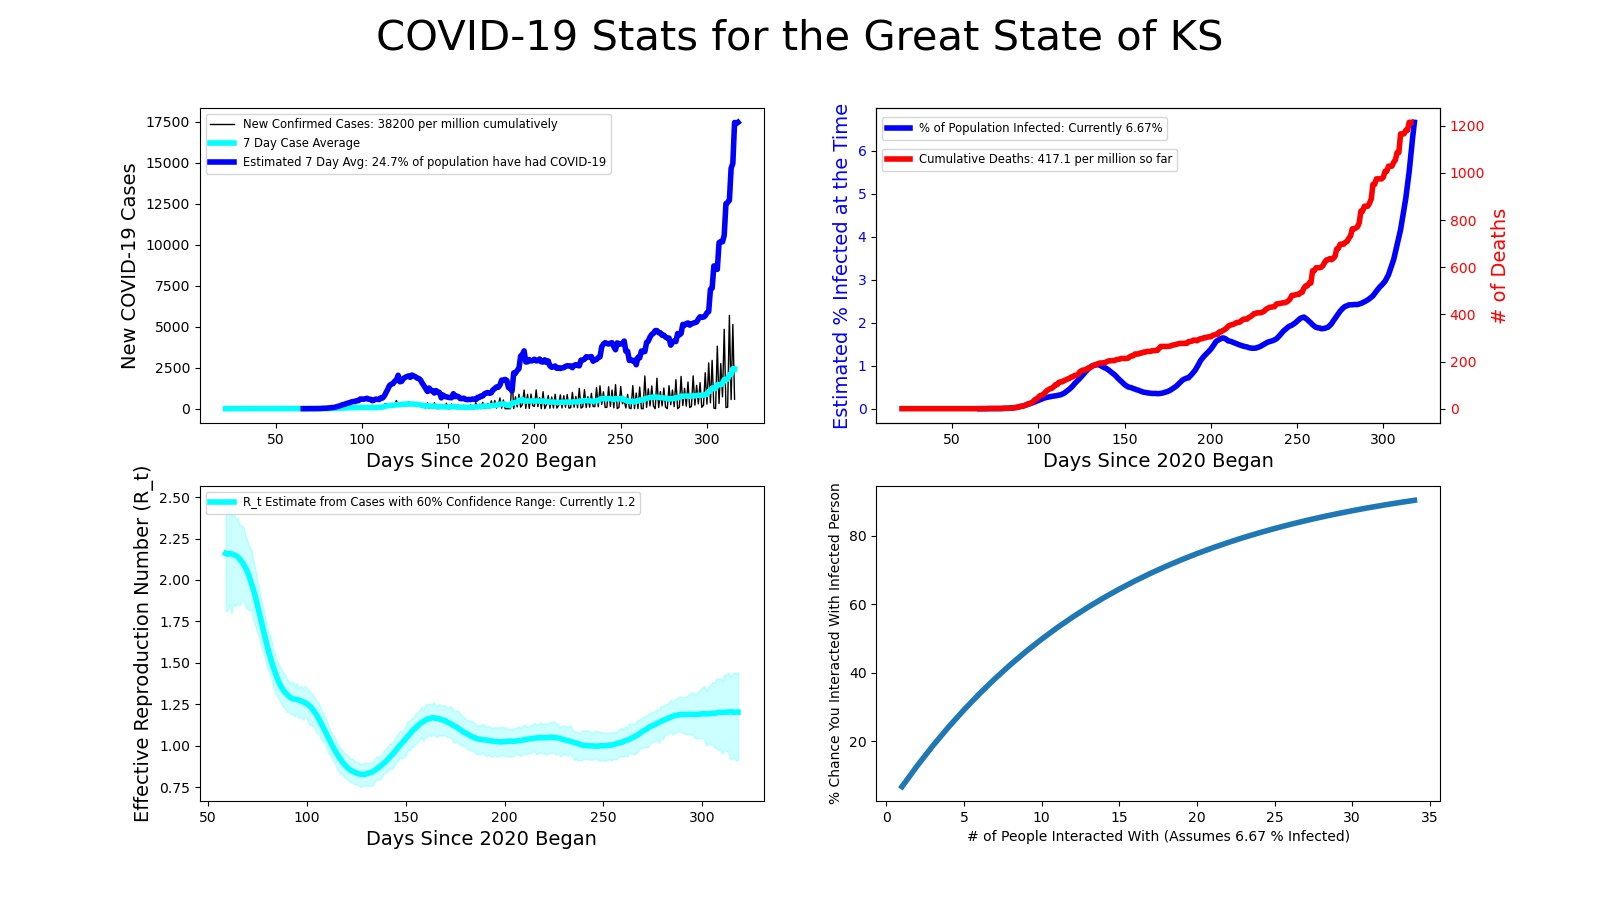 COVID-19 Stats for the Great State of KS
New COVID-19 Cases
17500
15000
12500
10000
7500
5000
2500
0
New Confirmed Cases: 38200 per million cumulatively
7 Day Case Average
Estimated 7 Day Avg: 24.7% of population have had COVID-19
50 100 150 200 250 300
Days Since 2020 Began
Estimated % Infected at the Time
6
5
4
3
2
1
0
% of Population Infected: Currently 6.67%
Cumulative Deaths: 417.1 per million so far
1200
1000
800
600
400
200
0
# of Deaths
50 100 150 200 250 300
Days Since 2020 Began
Effective Reproduction Number (R_t)
2.50
2.25
2.00
1.75
1.50
1.25
1.00
0.75
R_t Estimate from Cases with 60% Confidence Range: Currently 1.2
50 100 150 200 250 300
Days Since 2020 Began
% Chance You Interacted With Infected Person
80
60
40
20
0 5 10 15 20 25 30 35
# of People Interacted With (Assumes 6.67 % Infected)